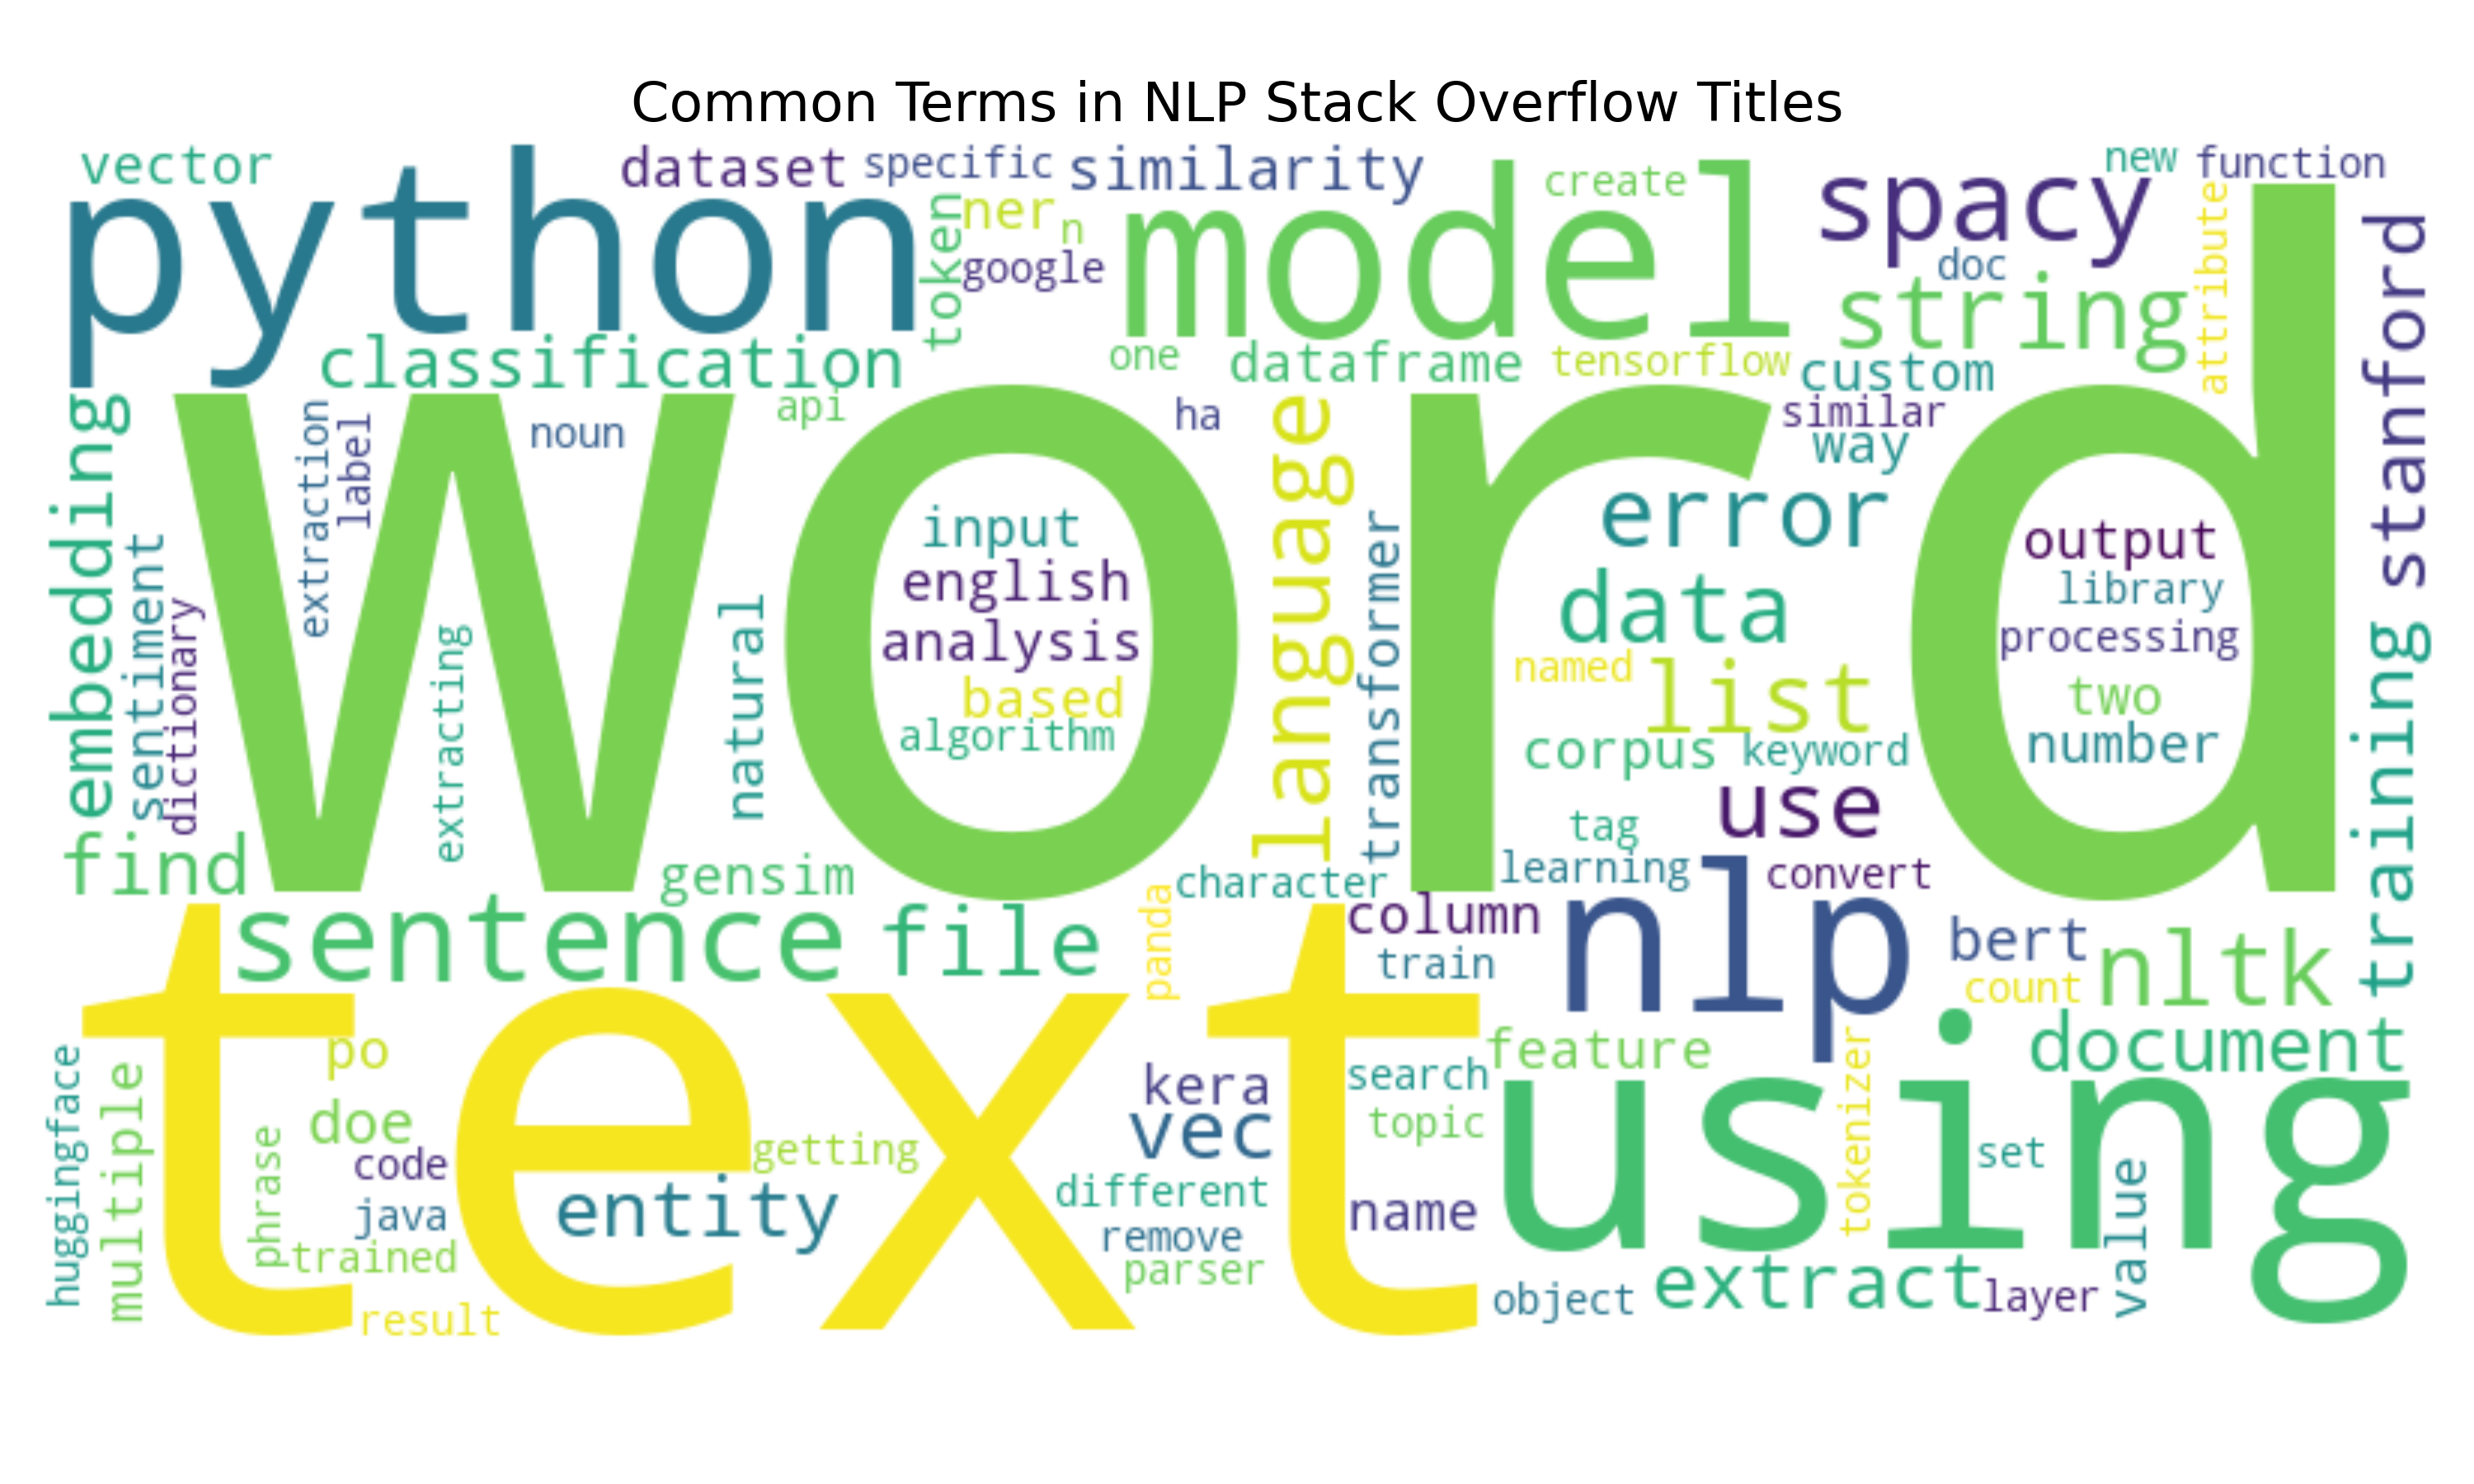 Common Terms in NLP Stack Overflow Titles
vector
python
dataset
specific
similarity
create
spacy
new
function
token
ner
n
google
model
doc
string
attribute
stanford
classification
one
dataframe
tensorflow
custom
similar
way
embedding
extraction
label
noun
api
ha
language
word
error
input
english
analysis
based
algorithm
output
library
processing
two
number
sentiment
dictionary
extracting
natural
transformer
data
named
list
corpus
keyword
training
use
tag
find
gensim
character
learning
convert
sentence
file
panda
column
train
nlp
bert
count
nltk
text
po
doe
code
java
phrase
trained
result
huggingface
multiple
getting
entity
kera
vec
different
remove
parser
search
topic
name
feature
document
tokenizer
using
set
value
object
extract
layer